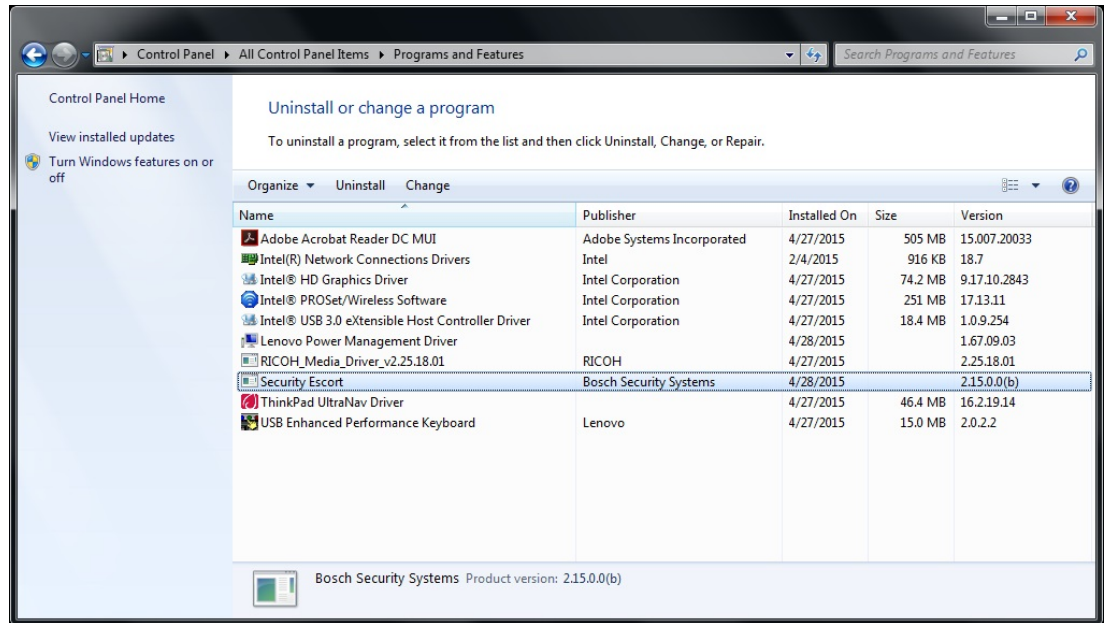 Control Panel ▸ All Control Panel Items ▸ Programs and Features
Search Programs and Features
Control Panel Home
View installed updates
Turn Windows features on or
off
Uninstall or change a program
To uninstall a program, select it from the list and then click Uninstall, Change, or Repair.
Organize Uninstall Change
Name Publisher Installed On Size Version
Adobe Acrobat Reader DC MUI Adobe Systems Incorporated 4/27/2015 505 MB 15.007.20033
Intel(R) Network Connections Drivers Intel 2/4/2015 916 KB 18.7
Intel® HD Graphics Driver Intel Corporation 4/27/2015 74.2 MB 9.17.10.2843
Intel® PROSet/Wireless Software Intel Corporation 4/27/2015 251 MB 17.13.11
Intel® USB 3.0 eXtensible Host Controller Driver Intel Corporation 4/27/2015 18.4 MB 1.0.9.254
Lenovo Power Management Driver 4/28/2015 1.67.09.03
RICOH_Media_Driver_v2.25.18.01 RICOH 4/27/2015 2.25.18.01
Security Escort Bosch Security Systems 4/28/2015 2.15.0.0(b)
ThinkPad UltraNav Driver 4/27/2015 46.4 MB 16.2.19.14
USB Enhanced Performance Keyboard Lenovo 4/27/2015 15.0 MB 2.0.2.2
Bosch Security Systems Product version: 2.15.0.0(b)